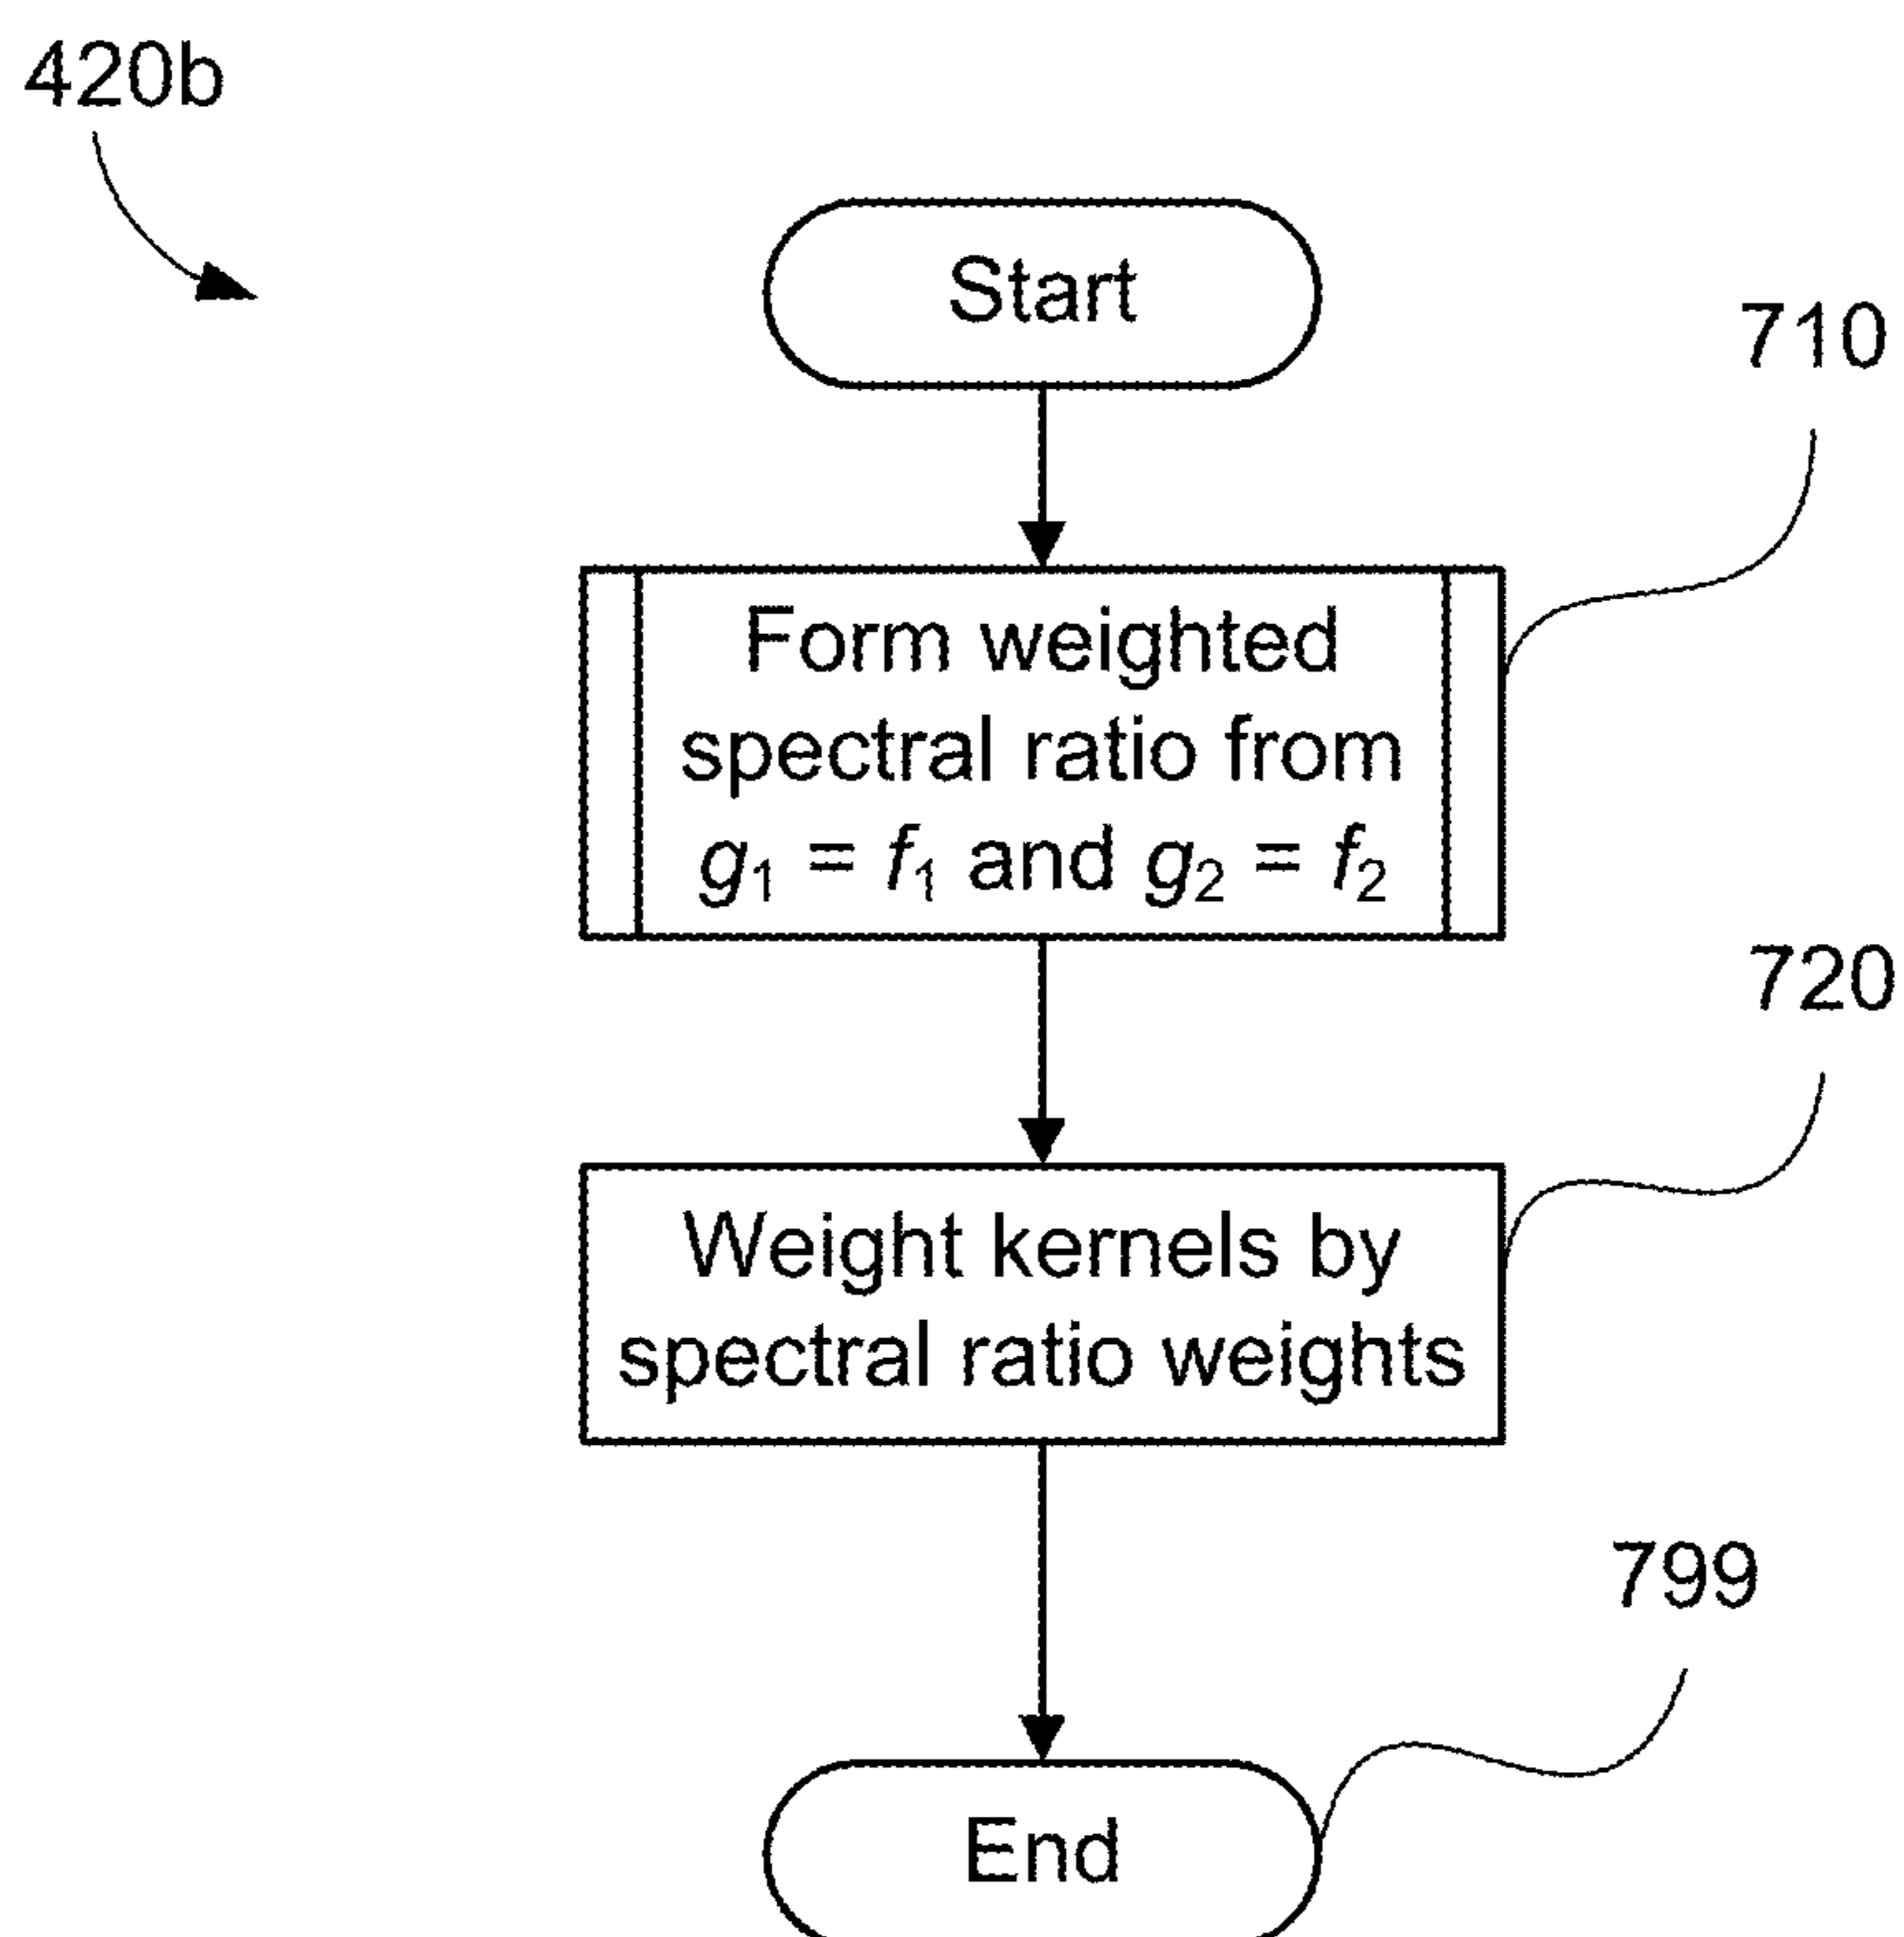 420b
Start
710
Form weighted
spectral ratio from
g₁ = f₁ and g₂ = f₂
720
Weight kernels by
spectral ratio weights
799
End